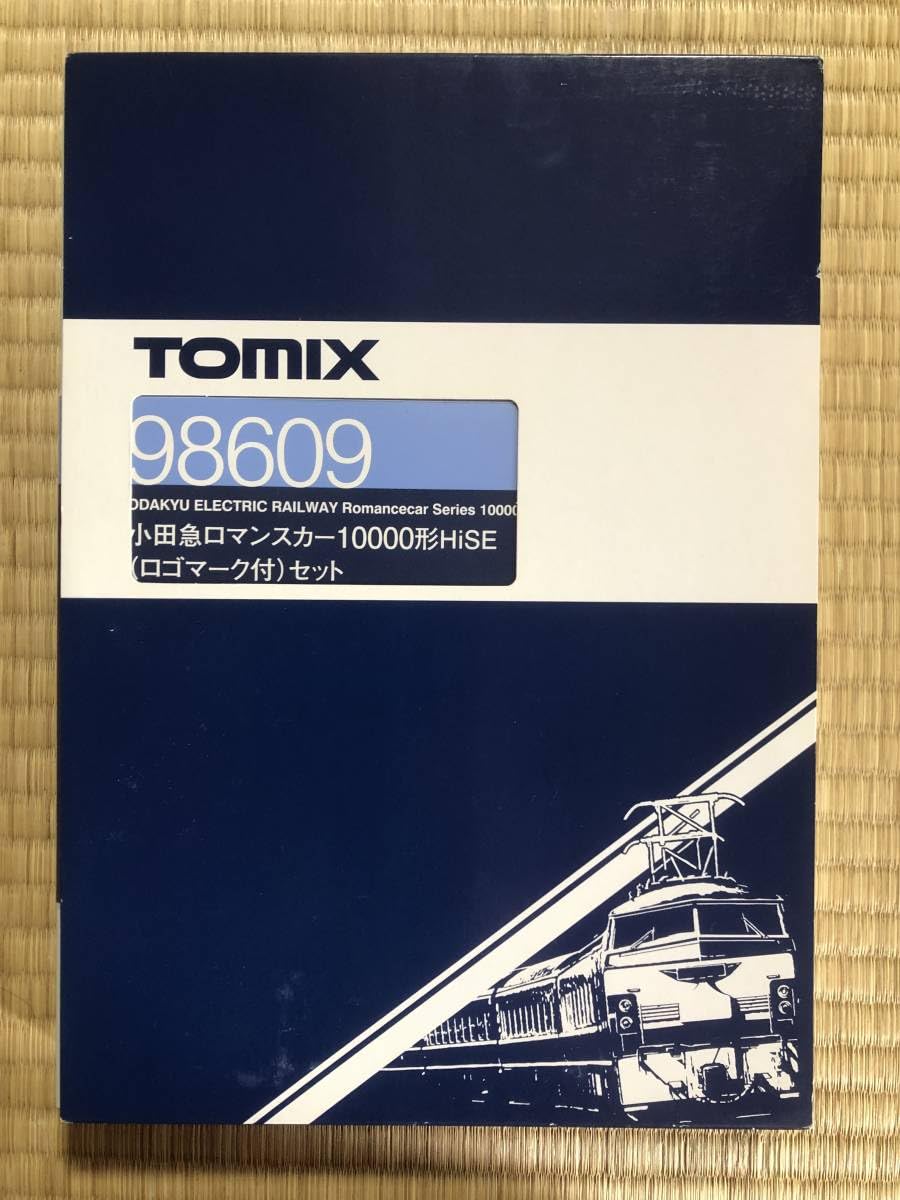 TOMIX
98609
ODAKYU ELECTRIC RAILWAY Romancecar Series 10000
小田急ロマンスカー10000形HiSE
(ロゴマーク付)セット